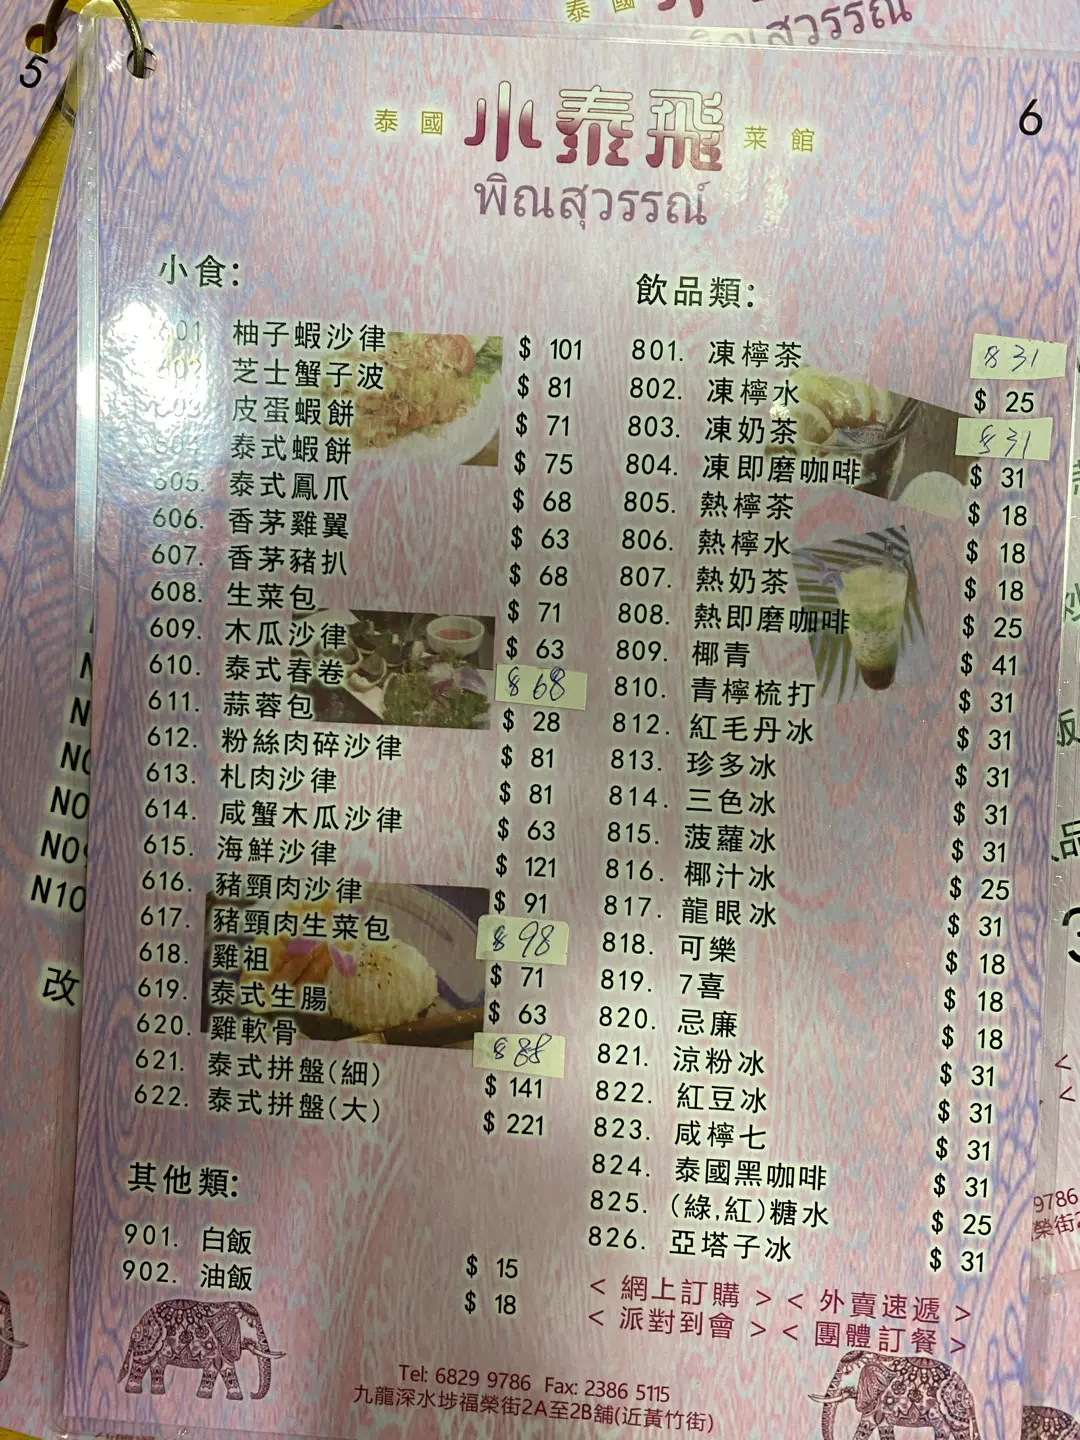 泰國 小泰飛 菜館
พิณสุวรรณ์
5
6
小食：
601. 柚子蝦沙律 $ 101
602. 芝士蟹子波 $ 81
603. 皮蛋蝦餅 $ 71
604. 泰式蝦餅 $ 75
605. 泰式鳳爪 $ 68
606. 香茅雞翼 $ 63
607. 香茅豬扒 $ 68
608. 生菜包 $ 71
609. 木瓜沙律 $ 63
610. 泰式春卷 $ 68
611. 蒜蓉包 $ 28
612. 粉絲肉碎沙律 $ 81
613. 札肉沙律 $ 81
614. 咸蟹木瓜沙律 $ 63
615. 海鮮沙律 $ 121
616. 豬頸肉沙律 $ 91
617. 豬頸肉生菜包 $ 98
618. 雞祖 $ 71
619. 泰式生腸 $ 63
620. 雞軟骨 $ 88
621. 泰式拼盤(細) $ 141
622. 泰式拼盤(大) $ 221
其他類：
901. 白飯 $ 15
902. 油飯 $ 18
飲品類：
801. 凍檸茶 $ 31
802. 凍檸水 $ 25
803. 凍奶茶 $ 31
804. 凍即磨咖啡 $ 31
805. 熱檸茶 $ 18
806. 熱檸水 $ 18
807. 熱奶茶 $ 18
808. 熱即磨咖啡 $ 25
809. 椰青 $ 41
810. 青檸梳打 $ 31
812. 紅毛丹冰 $ 31
813. 珍多冰 $ 31
814. 三色冰 $ 31
815. 菠蘿冰 $ 31
816. 椰汁冰 $ 25
817. 龍眼冰 $ 31
818. 可樂 $ 18
819. 7喜 $ 18
820. 忌廉 $ 18
821. 涼粉冰 $ 31
822. 紅豆冰 $ 31
823. 咸檸七 $ 31
824. 泰國黑咖啡 $ 31
825. (綠,紅)糖水 $ 25
826. 亞塔子冰 $ 31
< 網上訂購 > < 外賣速遞 >
< 派對到會 > < 團體訂餐 >
Tel: 6829 9786 Fax: 2386 5115
九龍深水埗福榮街2A至2B舖(近黃竹街)
N10
改